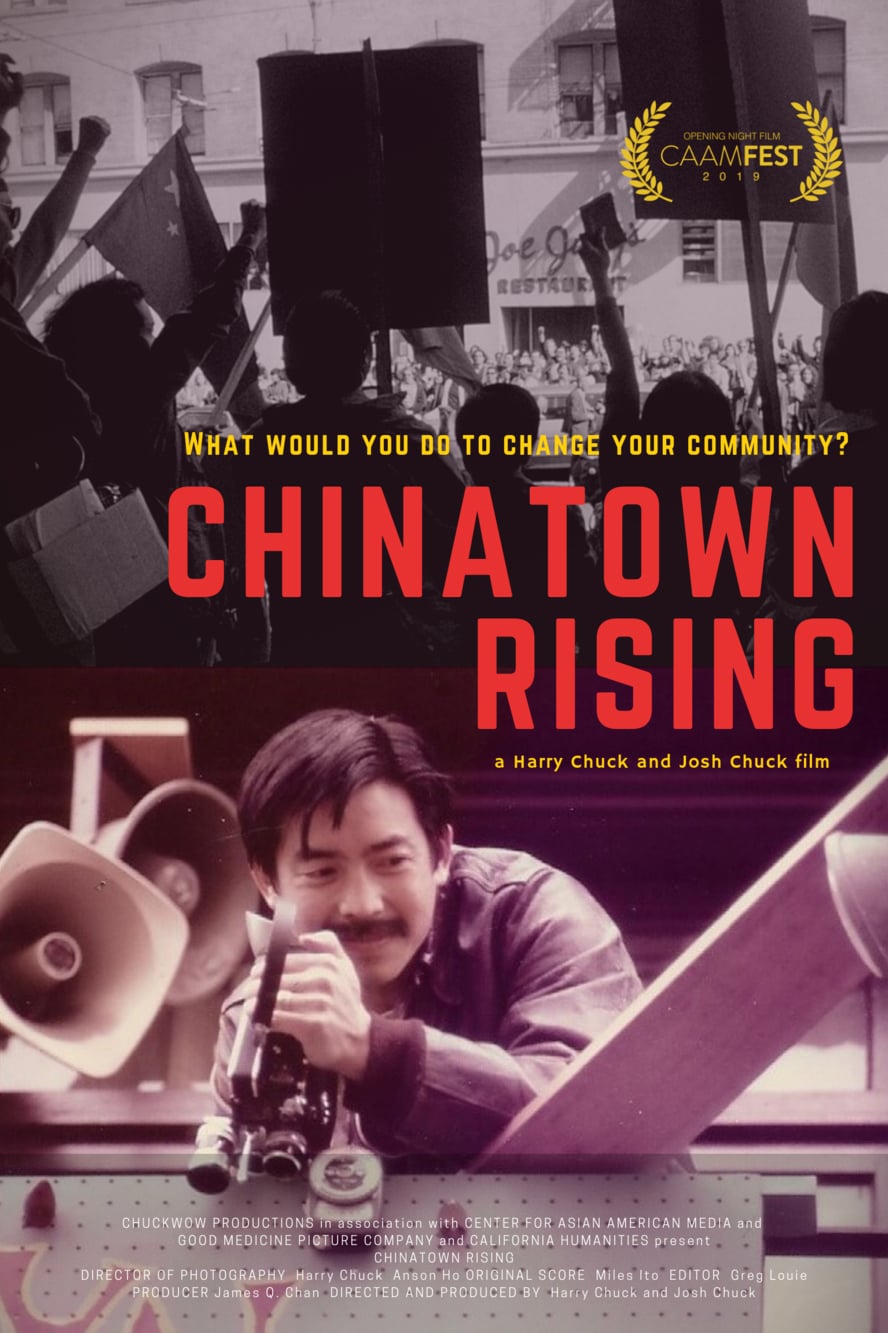 OPENING NIGHT FILM
CAAMFEST
2019
Joe Jung's
RESTAURANT
What would you do to change your community?
CHINATOWN
RISING
a Harry Chuck and Josh Chuck film
CHUCKWOW PRODUCTIONS in association with CENTER FOR ASIAN AMERICAN MEDIA and
GOOD MEDICINE PICTURE COMPANY and CALIFORNIA HUMANITIES present
CHINATOWN RISING
DIRECTOR OF PHOTOGRAPHY Harry Chuck Anson Ho ORIGINAL SCORE Miles Ito EDITOR Greg Louie
PRODUCER James Q. Chan DIRECTED AND PRODUCED BY Harry Chuck and Josh Chuck